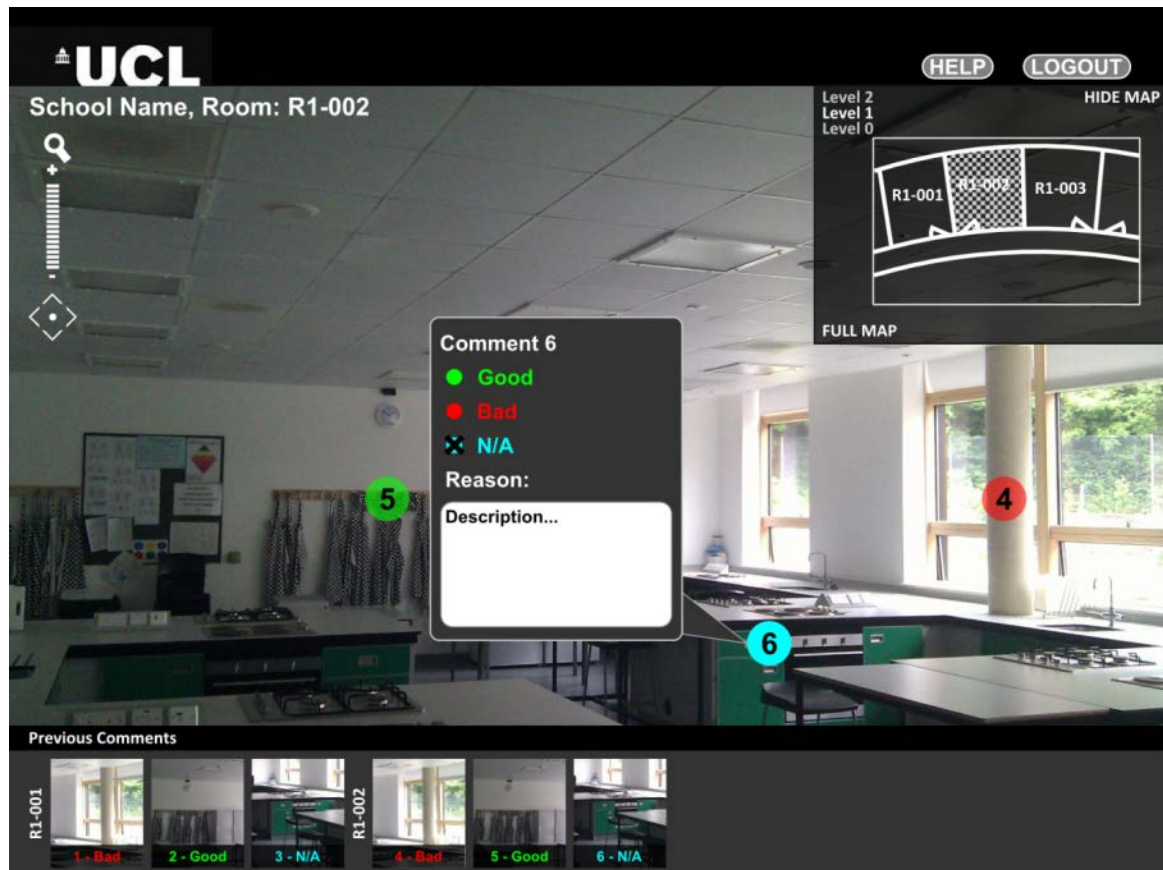 UCL
HELP
LOGOUT
School Name, Room: R1-002
Level 2
Level 1
Level 0
HIDE MAP
R1-001
R1-002
R1-003
FULL MAP
+
-
Comment 6
Good
Bad
N/A
Reason:
Description...
5
4
6
Previous Comments
R1-001
1 - Bad
2 - Good
3 - N/A
R1-002
4 - Bad
5 - Good
6 - N/A